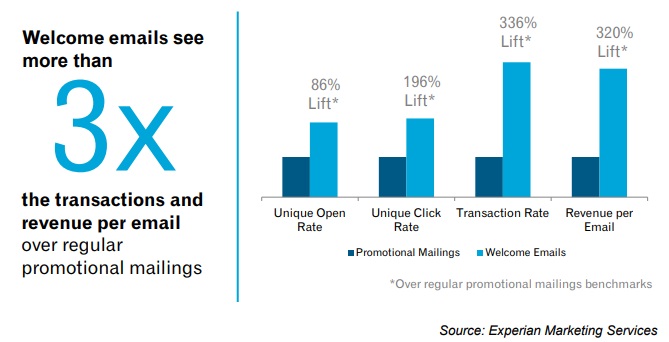 Welcome emails see
more than
3x
the transactions and
revenue per email
over regular
promotional mailings
86%
Lift*
196%
Lift*
336%
Lift*
320%
Lift*
Unique Open
Rate
Unique Click
Rate
Transaction Rate
Revenue per
Email
Promotional Mailings
Welcome Emails
*Over regular promotional mailings benchmarks
Source: Experian Marketing Services